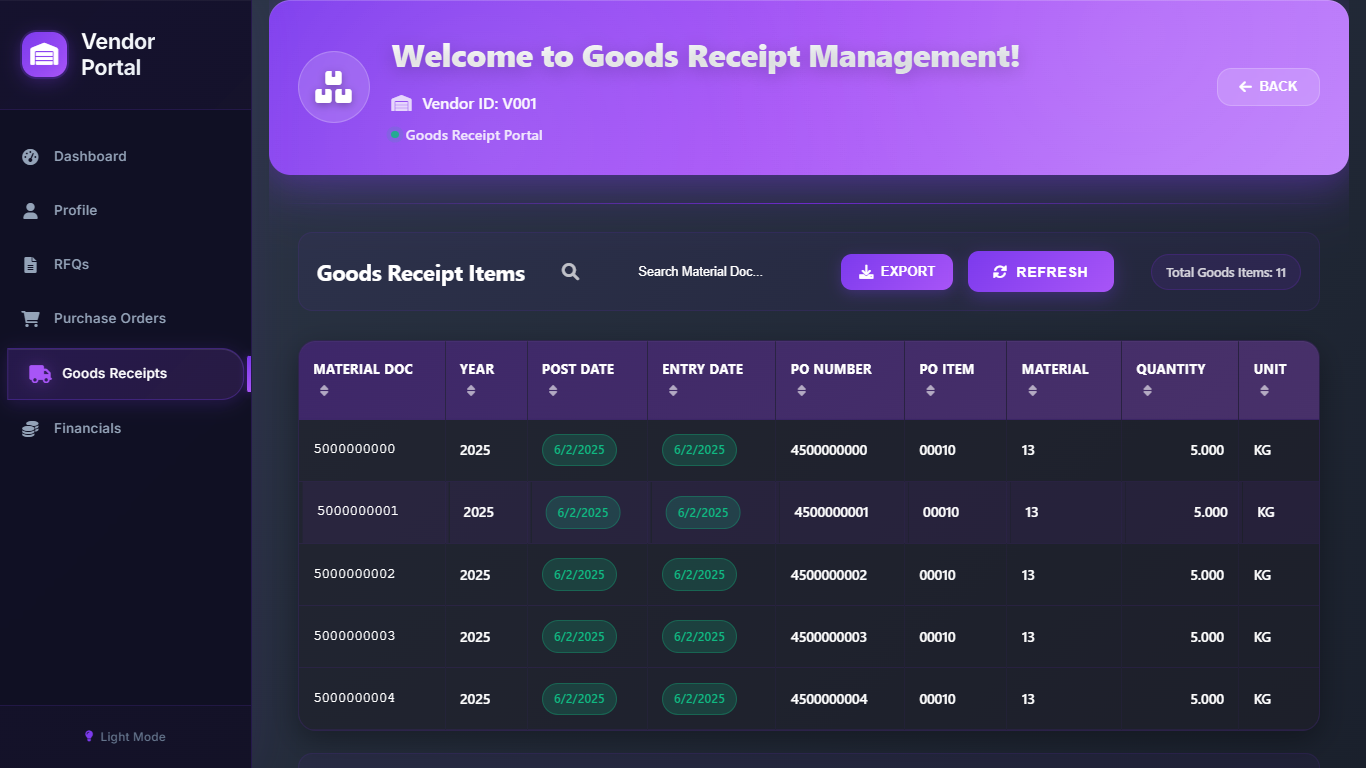 Vendor
Portal
Dashboard
Profile
RFQs
Purchase Orders
Goods Receipts
Financials
Light Mode
Welcome to Goods Receipt Management!
Vendor ID: V001
Goods Receipt Portal
BACK
Goods Receipt Items
Search Material Doc...
EXPORT
REFRESH
Total Goods Items: 11
MATERIAL DOC YEAR POST DATE ENTRY DATE PO NUMBER PO ITEM MATERIAL QUANTITY UNIT
5000000000 2025 6/2/2025 6/2/2025 4500000000 00010 13 5.000 KG
5000000001 2025 6/2/2025 6/2/2025 4500000001 00010 13 5.000 KG
5000000002 2025 6/2/2025 6/2/2025 4500000002 00010 13 5.000 KG
5000000003 2025 6/2/2025 6/2/2025 4500000003 00010 13 5.000 KG
5000000004 2025 6/2/2025 6/2/2025 4500000004 00010 13 5.000 KG